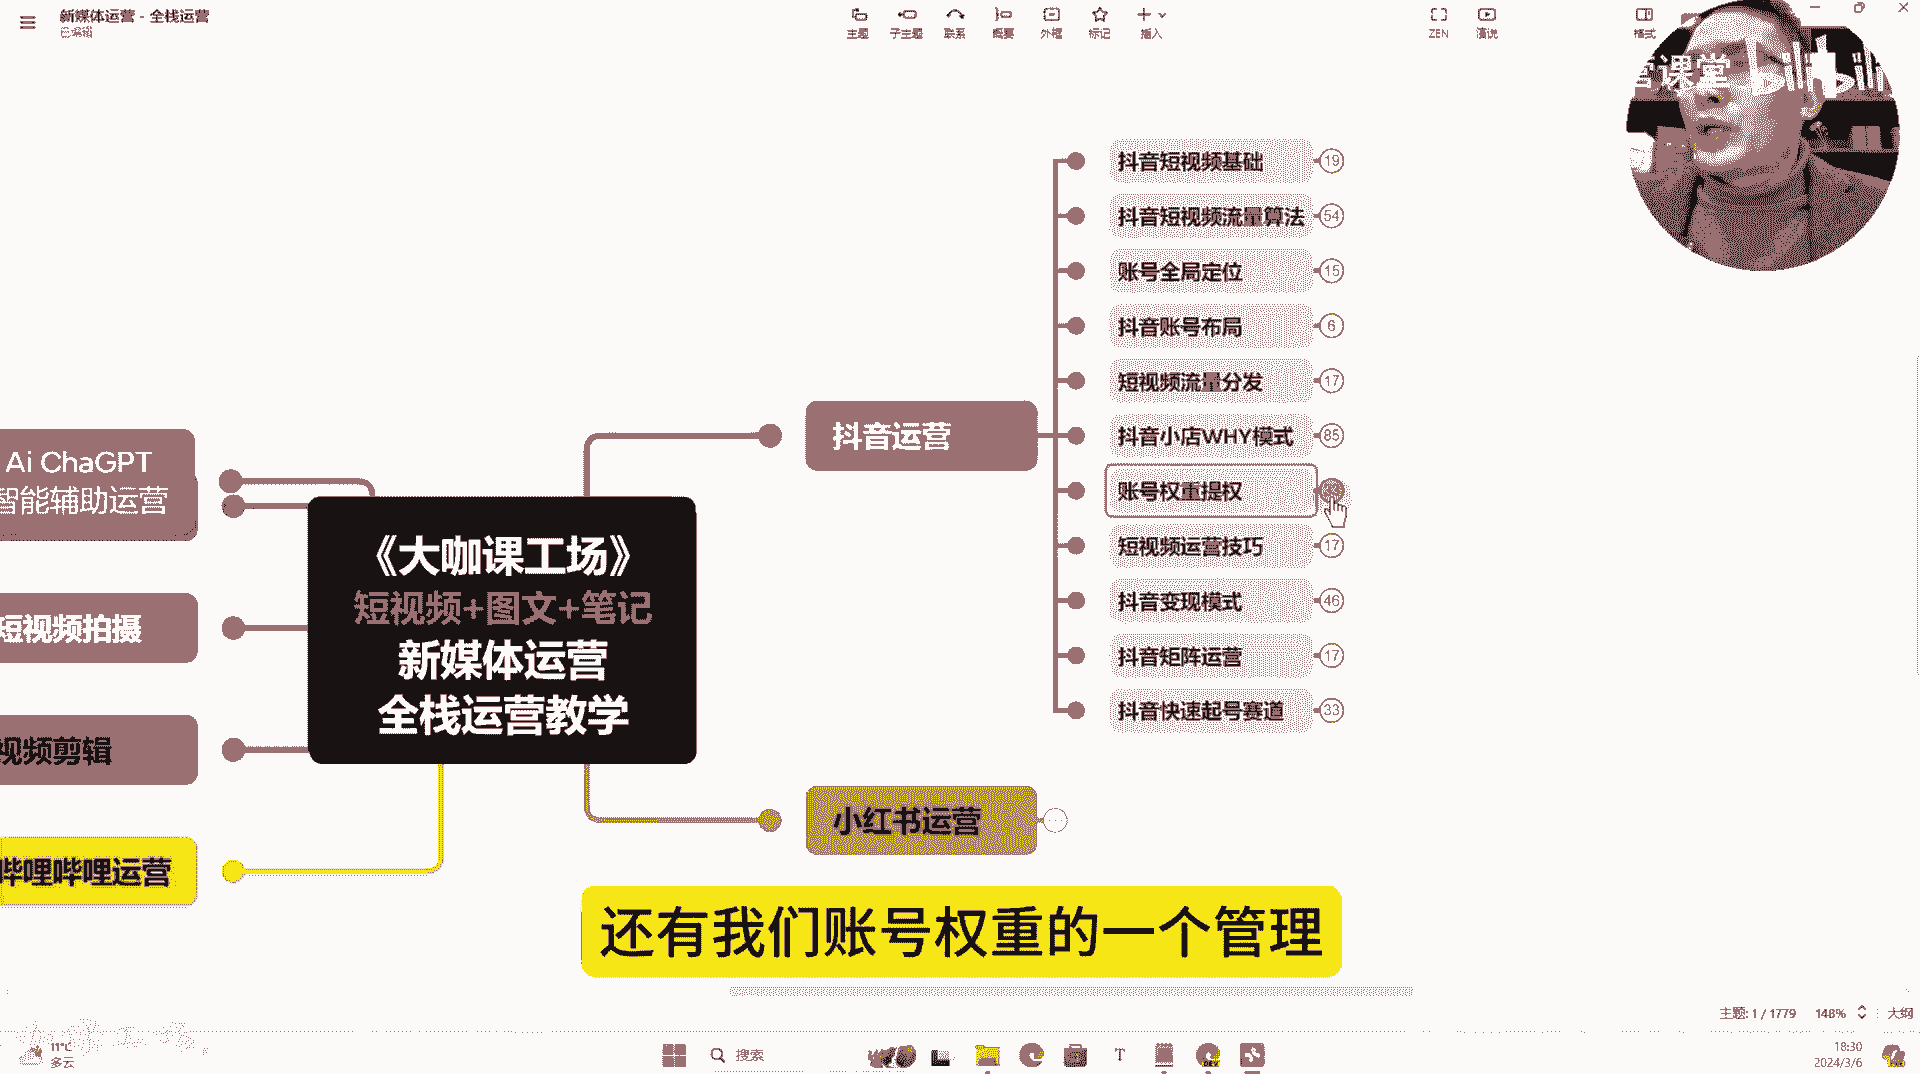 新媒体运营 - 全栈运营
已编辑
主题
子主题
联系
概要
外框
标记
插入
ZEN
演说
格式
营课堂 bilibili
抖音短视频基础 19
抖音短视频流量算法 54
账号全局定位 15
抖音账号布局 6
短视频流量分发 17
抖音小店WHY模式 85
账号权重提权
短视频运营技巧 17
抖音变现模式 46
抖音矩阵运营 17
抖音快速起号赛道 33
抖音运营
小红书运营
Ai ChaGPT
智能辅助运营
短视频拍摄
视频剪辑
哔哩哔哩运营
《大咖课工场》
短视频+图文+笔记
新媒体运营
全栈运营教学
还有我们账号权重的一个管理
主题: 1 / 1779
148%
大纲
11°C
多云
搜索
18:30
2024/3/6